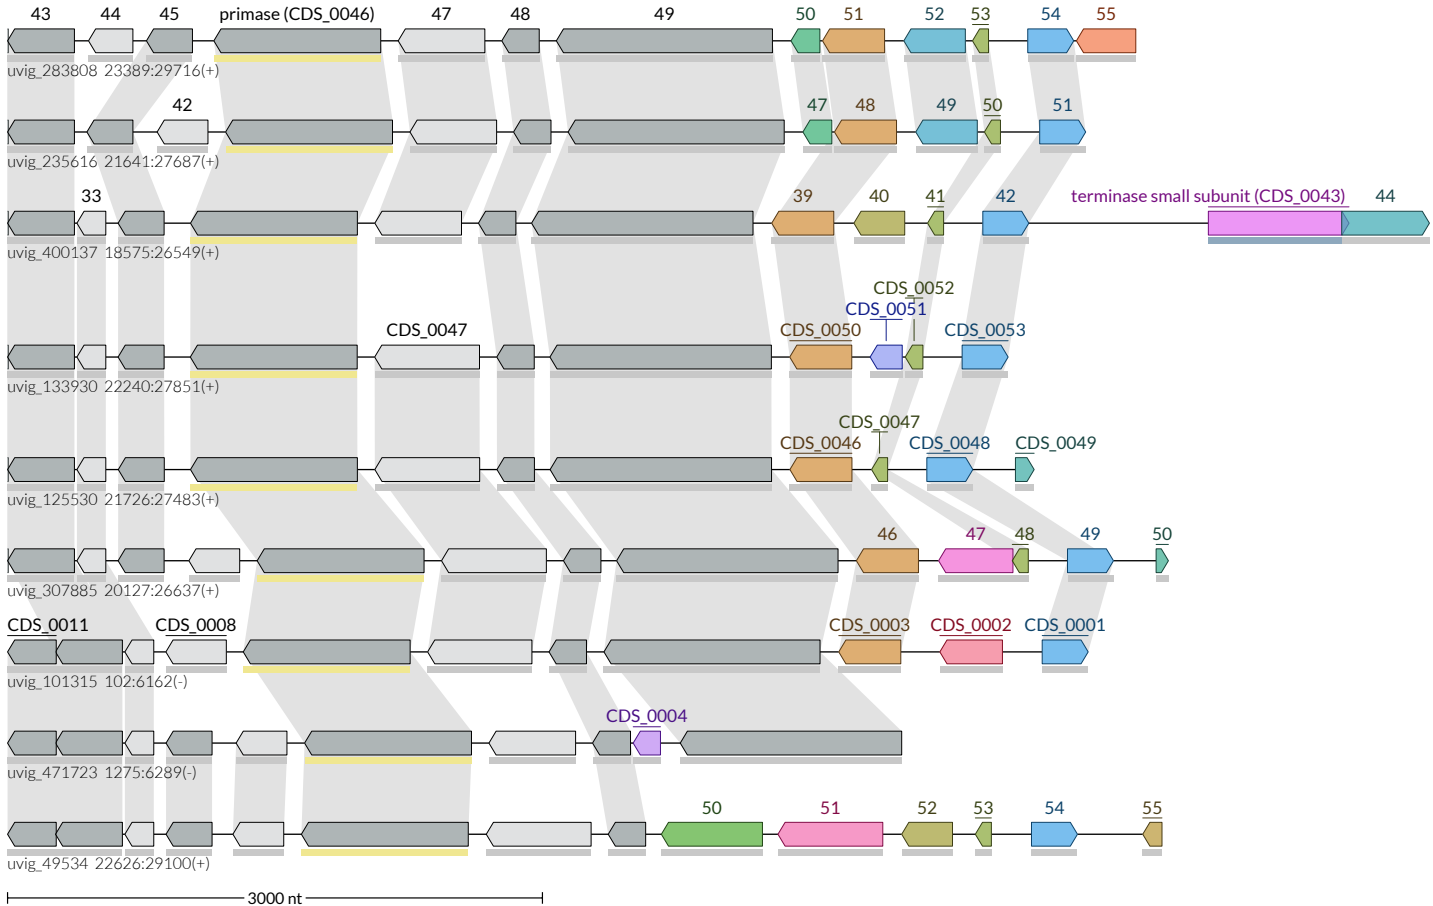 43 44 45 primase (CDS_0046) 47 48 49 50 51 52 53 54 55
uvig_283808 23389:29716(+)
42 47 48 49 50 51
uvig_235616 21641:27687(+)
33 39 40 41 42 terminase small subunit (CDS_0043) 44
uvig_400137 18575:26549(+)
CDS_0052
CDS_0051
CDS_0047 CDS_0050 CDS_0053
uvig_133930 22240:27851(+)
CDS_0047
CDS_0046 CDS_0048 CDS_0049
uvig_125530 21726:27483(+)
46 47 48 49 50
uvig_307885 20127:26637(+)
CDS_0011 CDS_0008 CDS_0003 CDS_0002 CDS_0001
uvig_101315 102:6162(-)
CDS_0004
uvig_471723 1275:6289(-)
50 51 52 53 54 55
uvig_49534 22626:29100(+)
3000 nt